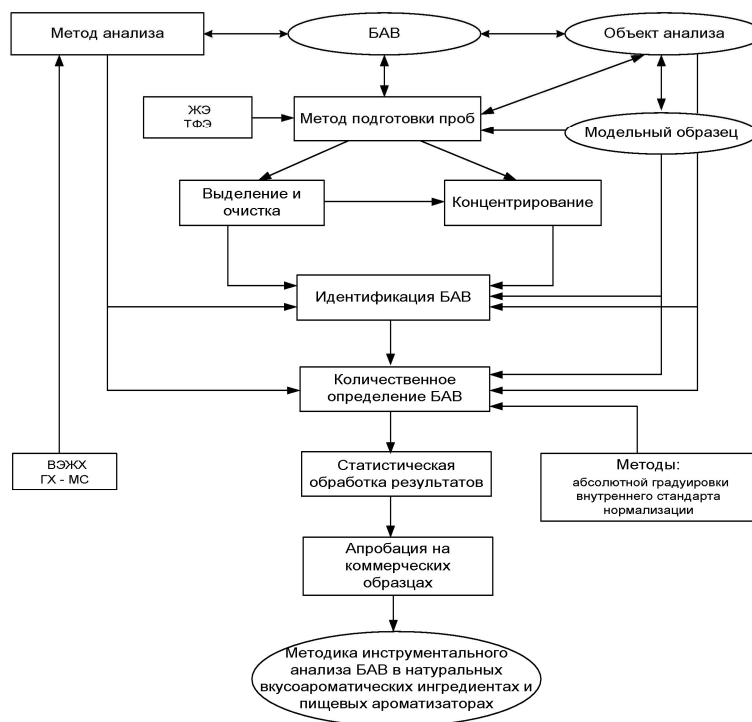 Метод анализа
БАВ
Объект анализа
ЖЭ
ТФЭ
Метод подготовки проб
Модельный образец
Выделение и
очистка
Концентрирование
Идентификация БАВ
Количественное
определение БАВ
ВЭЖХ
ГХ - МС
Статистическая
обработка результатов
Методы:
абсолютной градуировки
внутреннего стандарта
нормализации
Апробация на
коммерческих
образцах
Методика инструментального
анализа БАВ в натуральных
вкусоароматических ингредиентах и
пищевых ароматизаторах